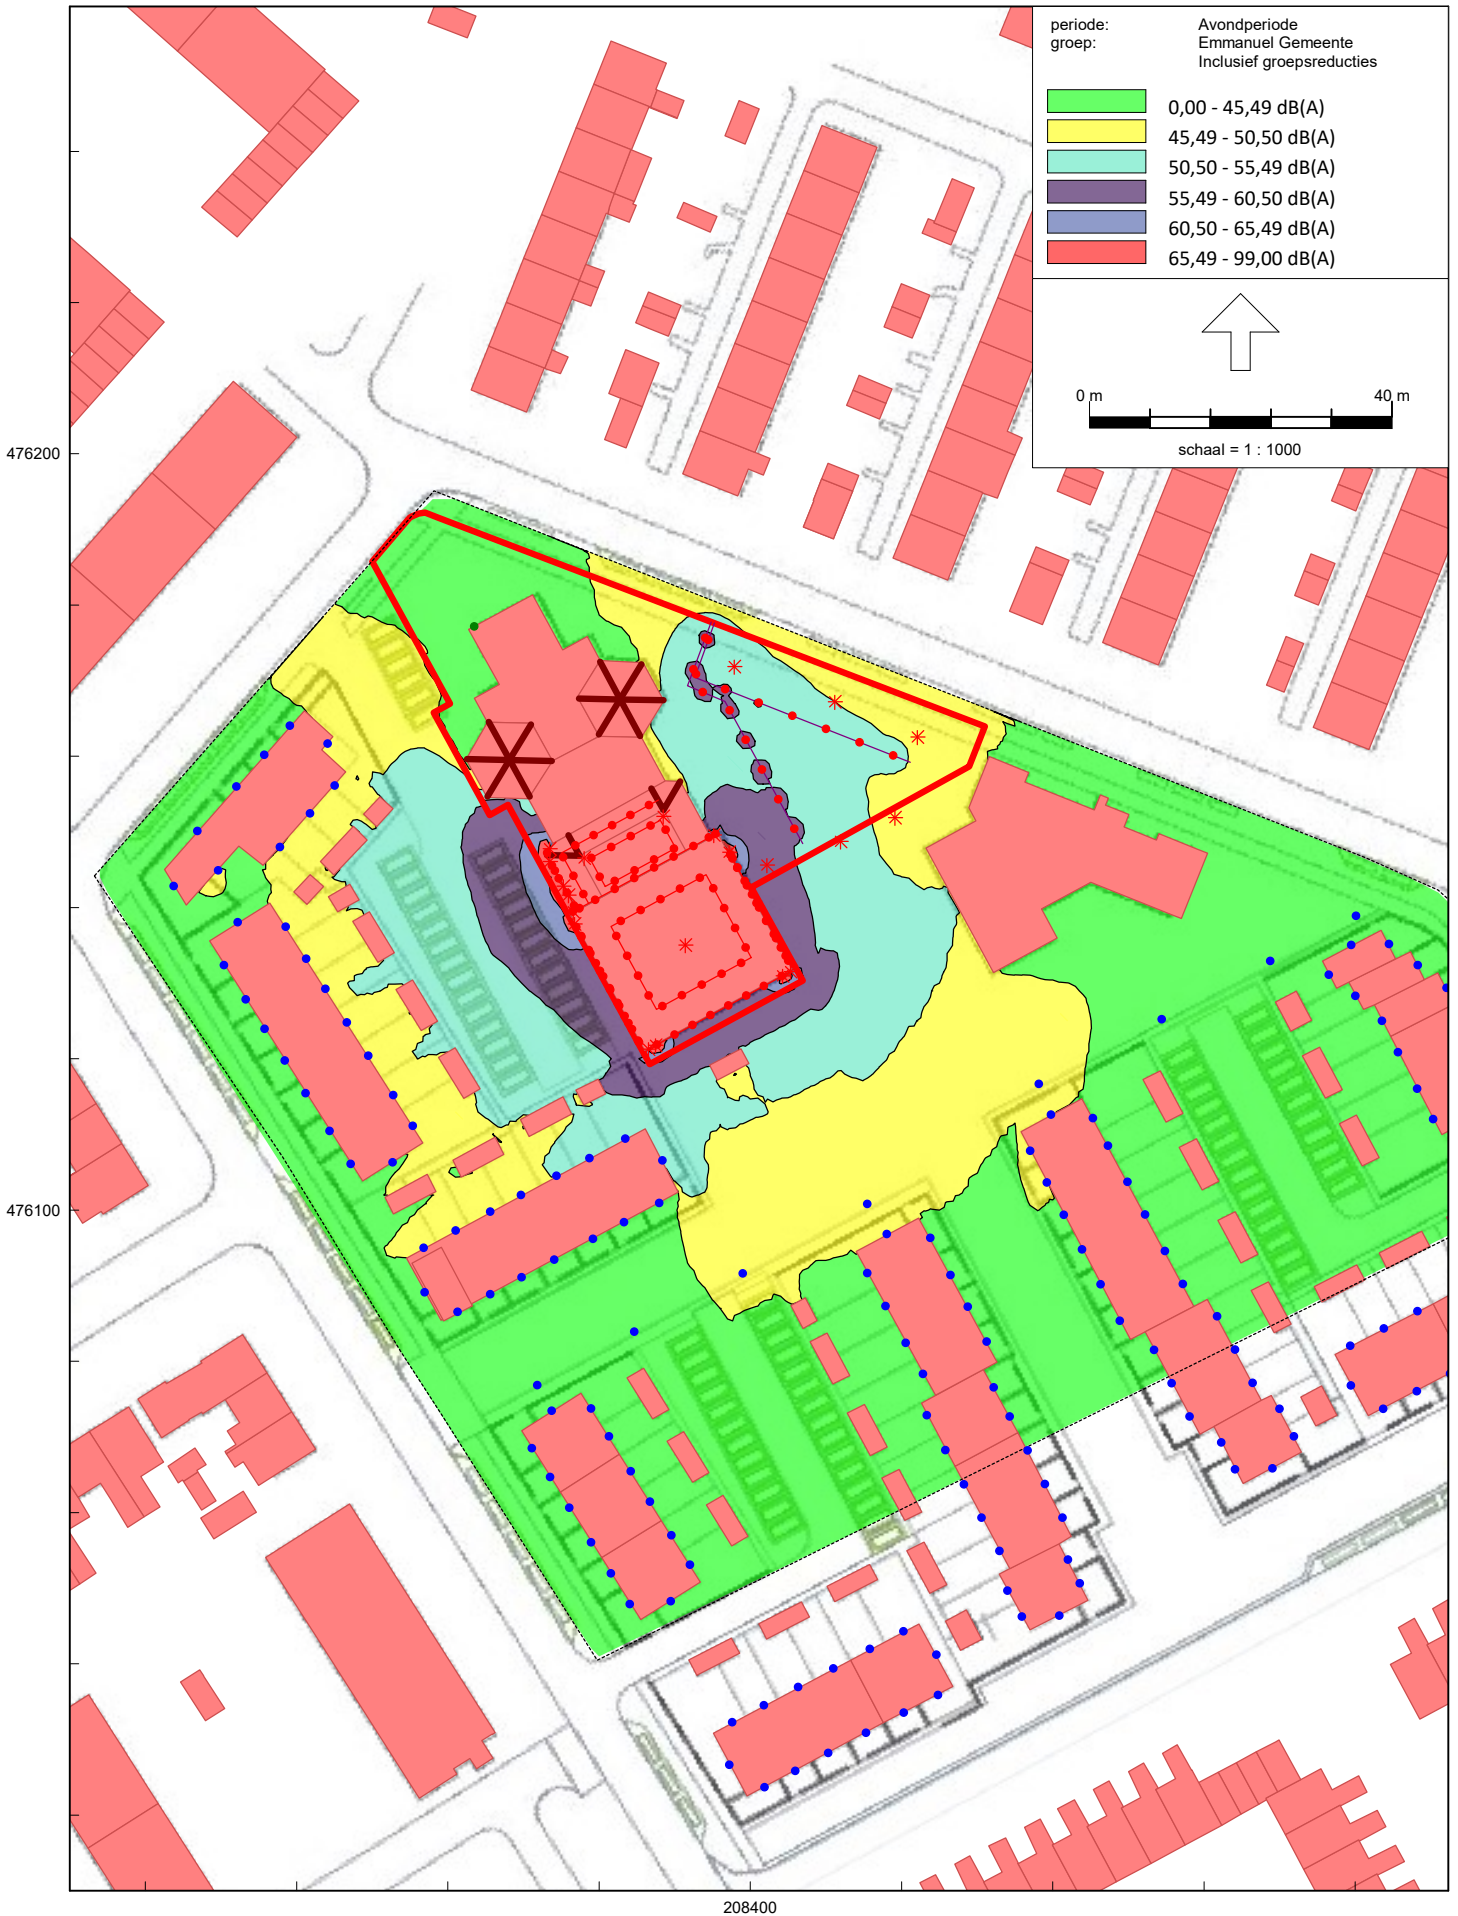 periode: Avondperiode
groep: Emmanuel Gemeente
Inclusief groepsreducties
0,00 - 45,49 dB(A)
45,49 - 50,50 dB(A)
50,50 - 55,49 dB(A)
55,49 - 60,50 dB(A)
60,50 - 65,49 dB(A)
65,49 - 99,00 dB(A)
0 m 40 m
schaal = 1 : 1000
476200
476100
208400